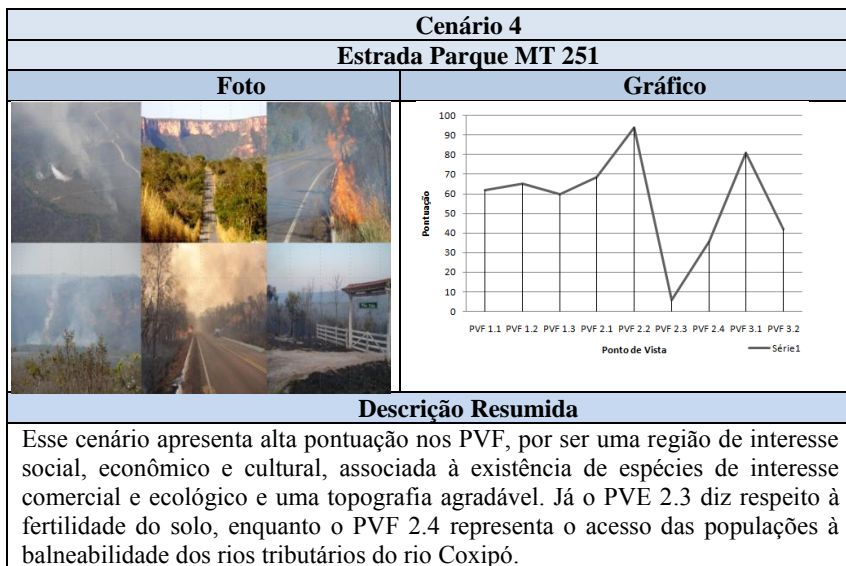 Cenário 4
Estrada Parque MT 251
Foto
Gráfico
100
90
80
70
60
50
40
30
20
10
0
Pontuação
PVF 1.1 PVF 1.2 PVF 1.3 PVF 2.1 PVF 2.2 PVF 2.3 PVF 2.4 PVF 3.1 PVF 3.2
Ponto de Vista
Série1
Descrição Resumida
Esse cenário apresenta alta pontuação nos PVF, por ser uma região de interesse
social, econômico e cultural, associada à existência de espécies de interesse
comercial e ecológico e uma topografia agradável. Já o PVE 2.3 diz respeito à
fertilidade do solo, enquanto o PVF 2.4 representa o acesso das populações à
balneabilidade dos rios tributários do rio Coxipó.